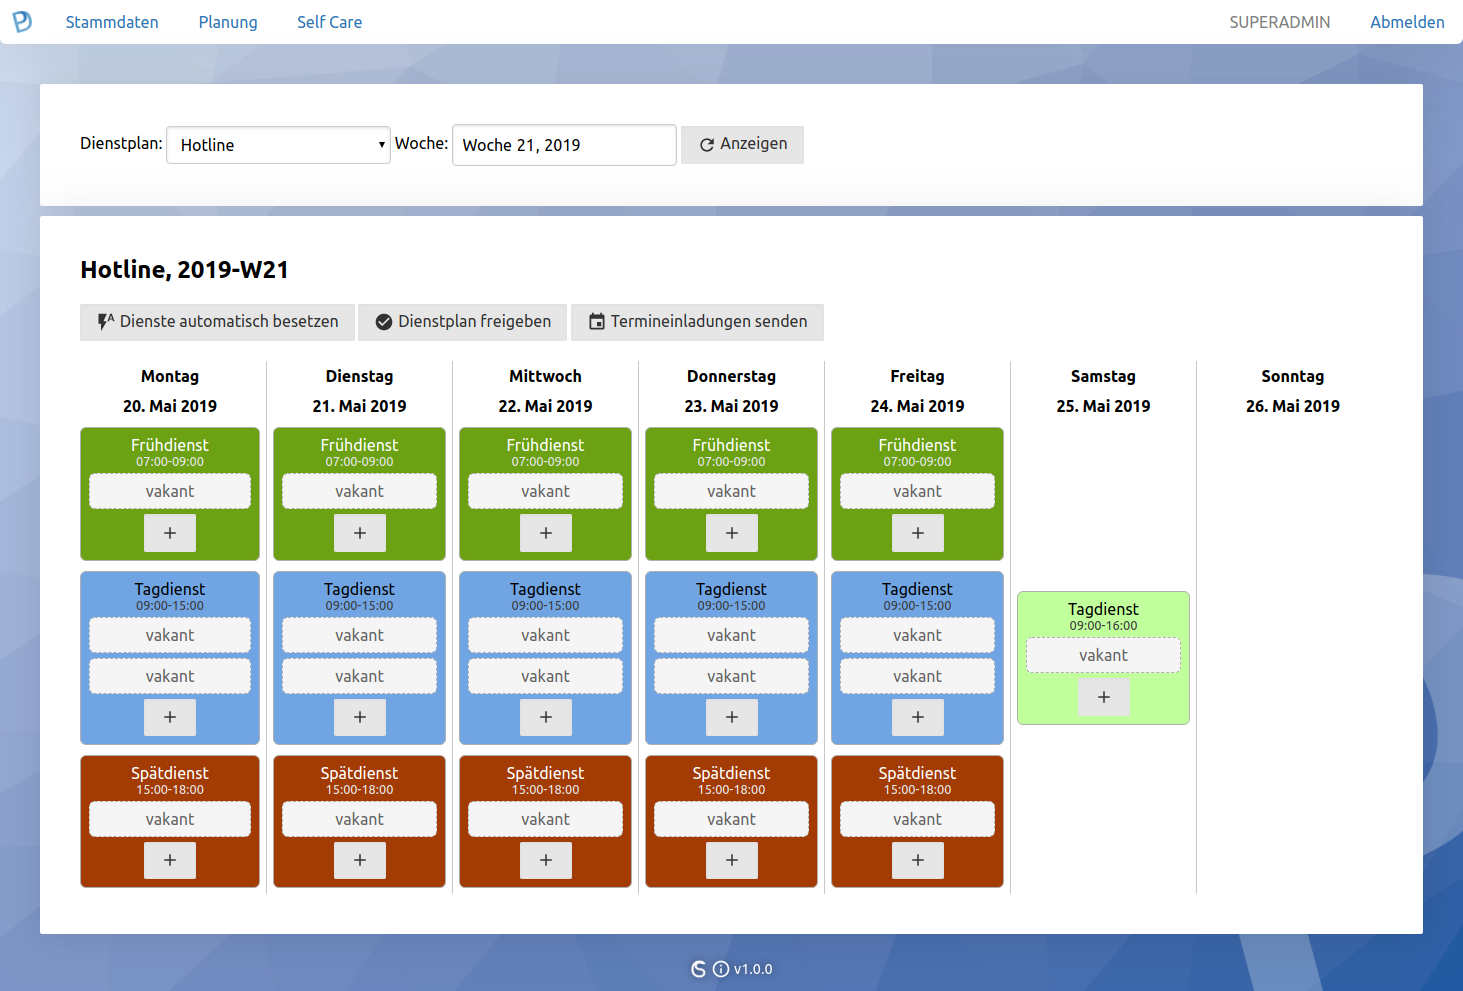 Stammdaten Planung Self Care SUPERADMIN Abmelden
Dienstplan: Hotline Woche: Woche 21, 2019 Anzeigen
Hotline, 2019-W21
Dienste automatisch besetzen Dienstplan freigeben Termineinladungen senden
Montag Dienstag Mittwoch Donnerstag Freitag Samstag Sonntag
20. Mai 2019 21. Mai 2019 22. Mai 2019 23. Mai 2019 24. Mai 2019 25. Mai 2019 26. Mai 2019
Frühdienst Frühdienst Frühdienst Frühdienst Frühdienst
07:00-09:00 07:00-09:00 07:00-09:00 07:00-09:00 07:00-09:00
vakant vakant vakant vakant vakant
+ + + + +
Tagdienst Tagdienst Tagdienst Tagdienst Tagdienst
09:00-15:00 09:00-15:00 09:00-15:00 09:00-15:00 09:00-15:00
Tagdienst
09:00-16:00
vakant vakant vakant vakant vakant
vakant
vakant vakant vakant vakant vakant
+
+ + + + +
Spätdienst Spätdienst Spätdienst Spätdienst Spätdienst
15:00-18:00 15:00-18:00 15:00-18:00 15:00-18:00 15:00-18:00
vakant vakant vakant vakant vakant
+ + + + +
v1.0.0